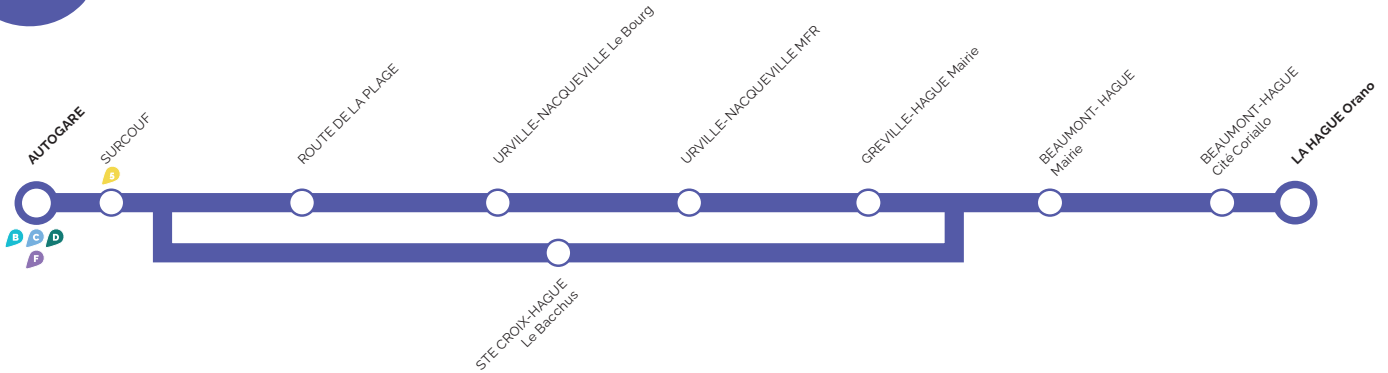 AUTOGARE
SURCOUF
ROUTE DE LA PLAGE
URVILLE-NACQUEVILLE Le Bourg
URVILLE-NACQUEVILLE MFR
GREVILLE-HAGUE Mairie
BEAUMONT- HAGUE
Mairie
BEAUMONT-HAGUE
Cité Coriallo
LA HAGUE Orano
5
B C D
F
STE CROIX-HAGUE
Le Bacchus